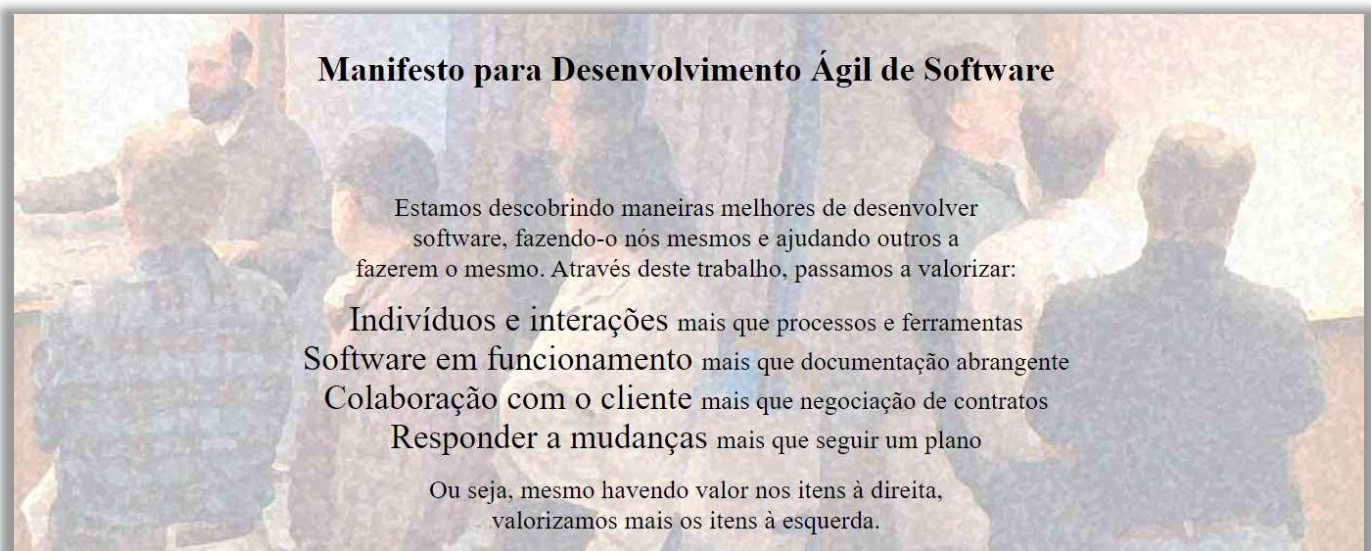 Manifesto para Desenvolvimento Ágil de Software
Estamos descobrindo maneiras melhores de desenvolver
software, fazendo-o nós mesmos e ajudando outros a
fazerem o mesmo. Através deste trabalho, passamos a valorizar:
Indivíduos e interações mais que processos e ferramentas
Software em funcionamento mais que documentação abrangente
Colaboração com o cliente mais que negociação de contratos
Responder a mudanças mais que seguir um plano
Ou seja, mesmo havendo valor nos itens à direita,
valorizamos mais os itens à esquerda.